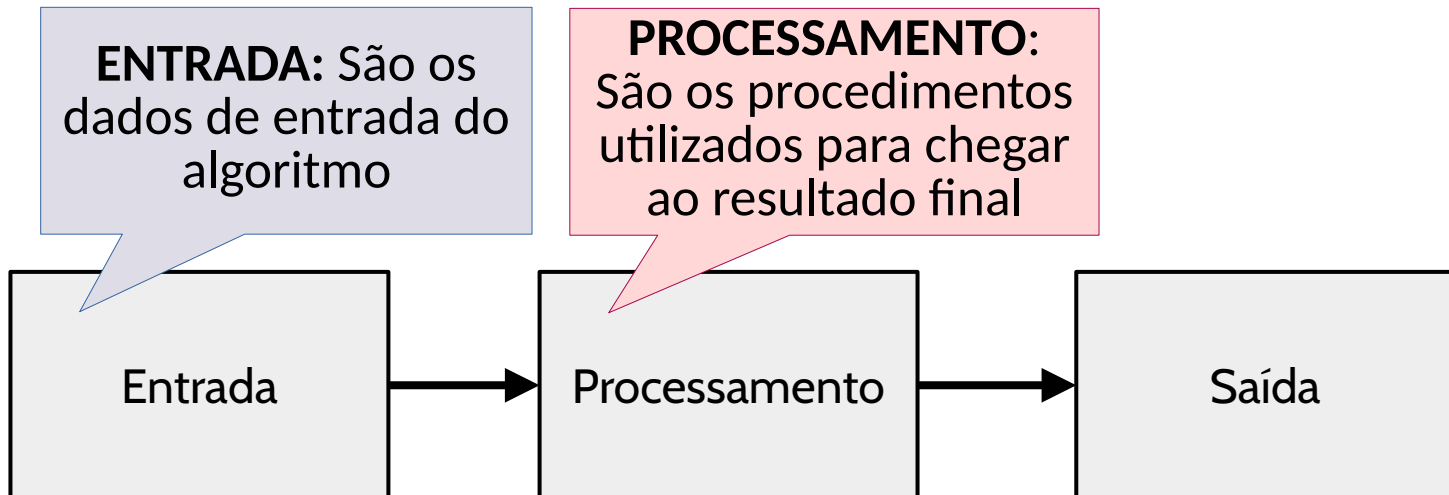 ENTRADA: São os
dados de entrada do
algoritmo
PROCESSAMENTO:
São os procedimentos
utilizados para chegar
ao resultado final
Entrada
Processamento
Saída